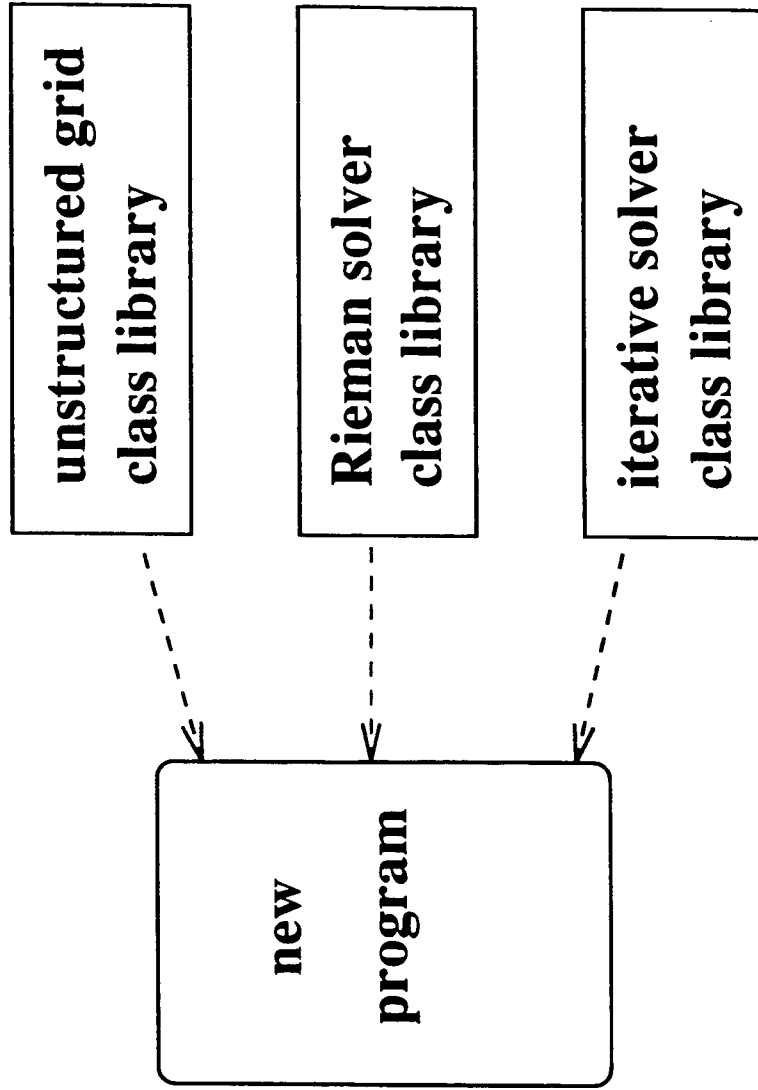 unstructured grid
class library
Rieman solver
class library
iterative solver
class library
new
program